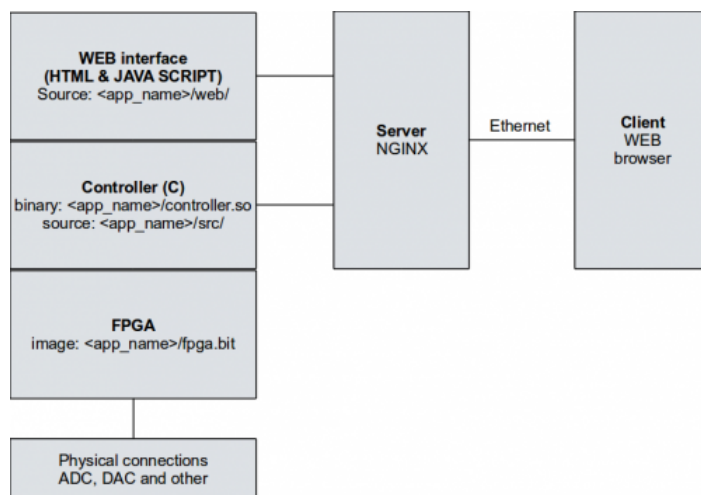 WEB interface
(HTML & JAVA SCRIPT)
Source: <app_name>/web/
Controller (C)
binary: <app_name>/controller.so
source: <app_name>/src/
FPGA
image: <app_name>/fpga.bit
Physical connections
ADC, DAC and other
Server
NGINX
Ethernet
Client
WEB
browser